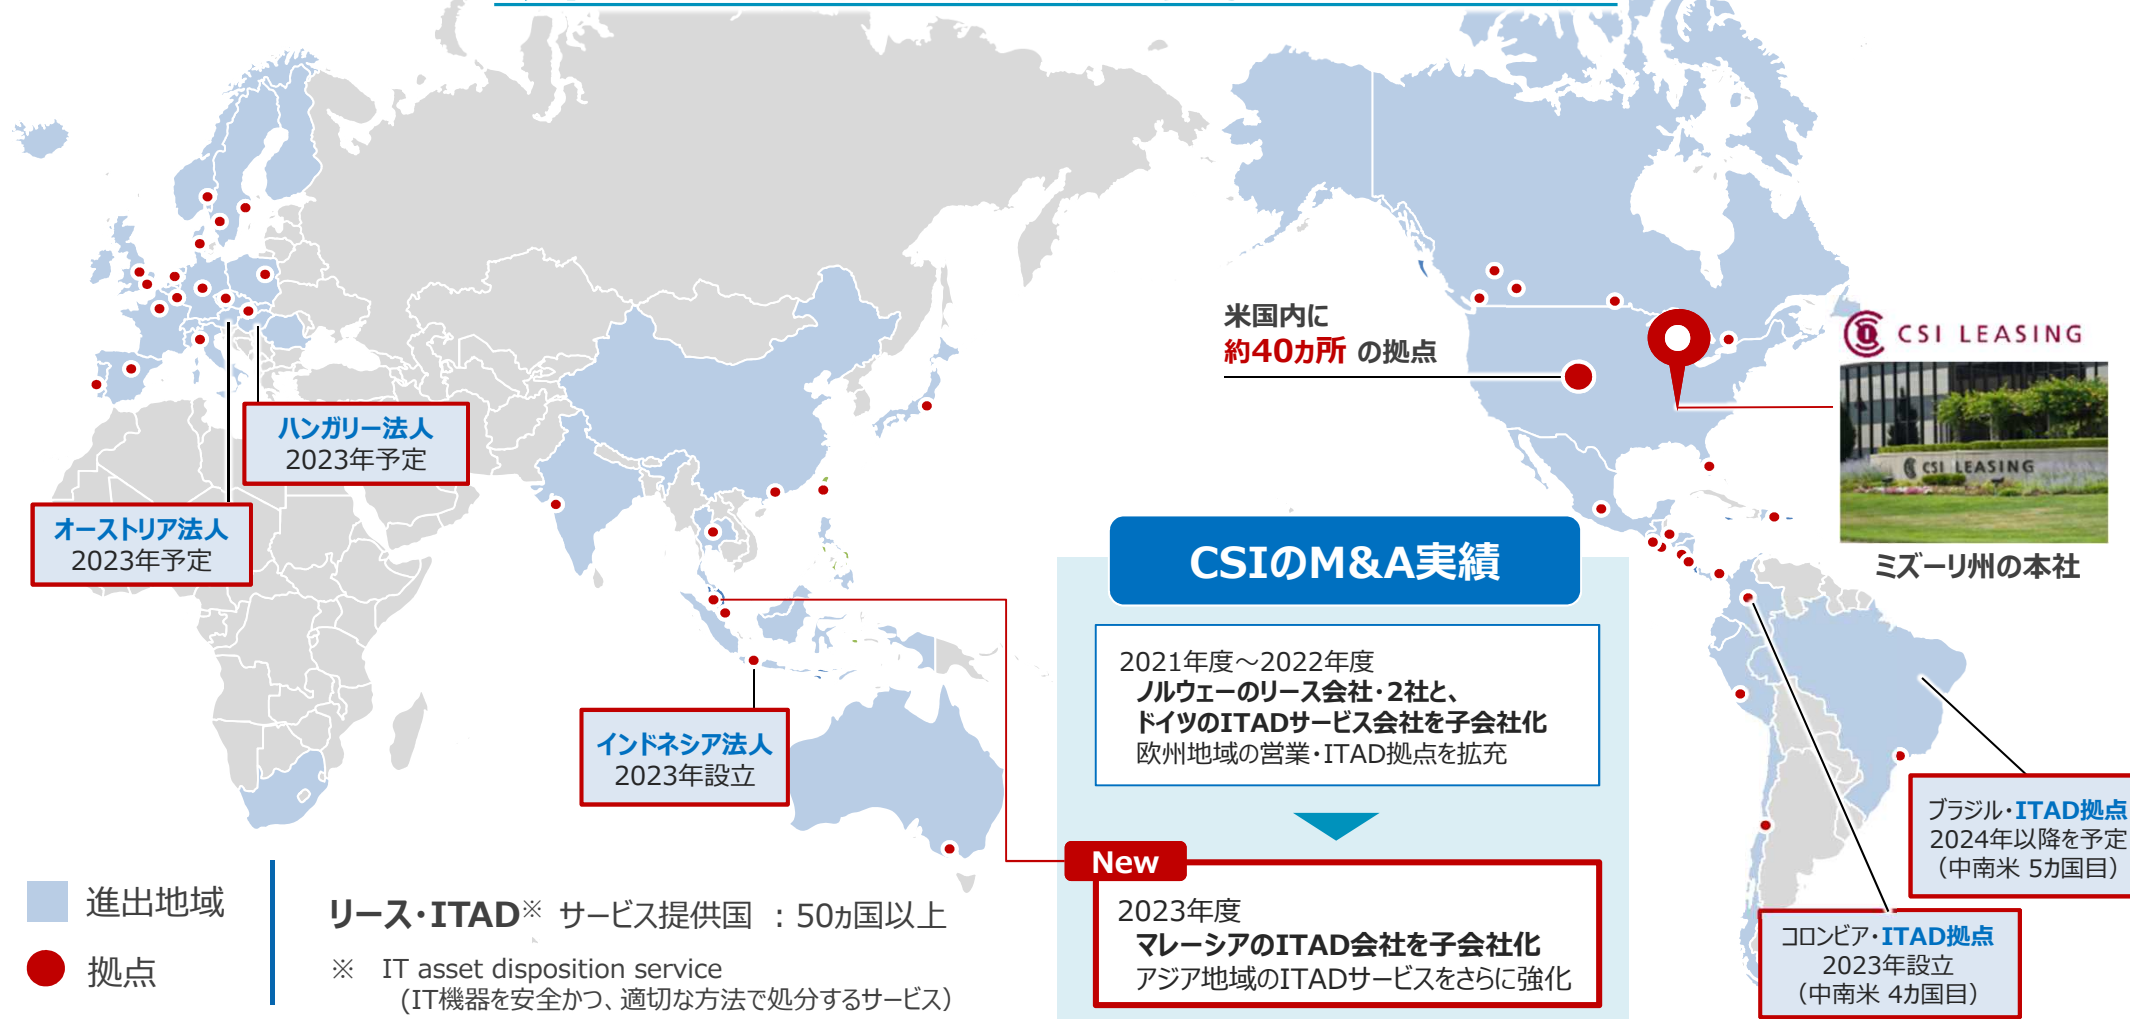 米国内に
約40ヵ所 の拠点
CSI LEASING
CSI LEASING
ミズーリ州の本社
ハンガリー法人
2023年予定
オーストリア法人
2023年予定
インドネシア法人
2023年設立
CSIのM&A実績
2021年度～2022年度
ノルウェーのリース会社・2社と、
ドイツのITADサービス会社を子会社化
欧州地域の営業・ITAD拠点を拡充
New
2023年度
マレーシアのITAD会社を子会社化
アジア地域のITADサービスをさらに強化
ブラジル・ITAD拠点
2024年以降を予定
（中南米 5カ国目）
コロンビア・ITAD拠点
2023年設立
（中南米 4カ国目）
進出地域
拠点
リース・ITAD※ サービス提供国 ：50ヵ国以上
※ IT asset disposition service
(IT機器を安全かつ、適切な方法で処分するサービス）